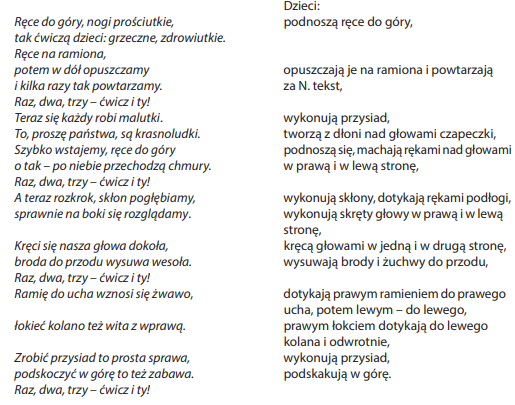 Dzieci:
Ręce do góry, nogi prościutkie,
podnoszą ręce do góry,
tak ćwiczą dzieci: grzeczne, zdrowiutkie.
Ręce na ramiona,
potem w dół opuszczamy
opuszczają je na ramiona i powtarzają
i kilka razy tak powtarzamy.
za N. tekst,
Raz, dwa, trzy – ćwicz i ty!
Teraz się każdy robi malutki.
wykonują przysiad,
To, proszę państwa, są krasnoludki.
tworzą z dłoni nad głowami czapeczki,
Szybko wstajemy, ręce do góry
podnoszą się, machają rękami nad głowami
o tak – po niebie przechodzą chmury.
w prawą i w lewą stronę,
Raz, dwa, trzy – ćwicz i ty!
A teraz rozkrok, skłon pogłębiamy,
wykonują skłony, dotykają rękami podłogi,
sprawnie na boki się rozglądamy.
wykonują skręty głowy w prawą i w lewą
stronę,
Kręci się nasza głowa dokoła,
kręcą głowami w jedną i w drugą stronę,
broda do przodu wysuwa wesoła.
wysuwają brody i żuchwy do przodu,
Raz, dwa, trzy – ćwicz i ty!
Ramię do ucha wznosi się żwawo,
dotykają prawym ramieniem do prawego
ucha, potem lewym – do lewego,
łokieć kolano też wita z wprawą.
prawym łokciem dotykają do lewego
kolana i odwrotnie,
Zrobić przysiad to prosta sprawa,
wykonują przysiad,
podskoczyć w górę to też zabawa.
podskakują w górę.
Raz, dwa, trzy – ćwicz i ty!